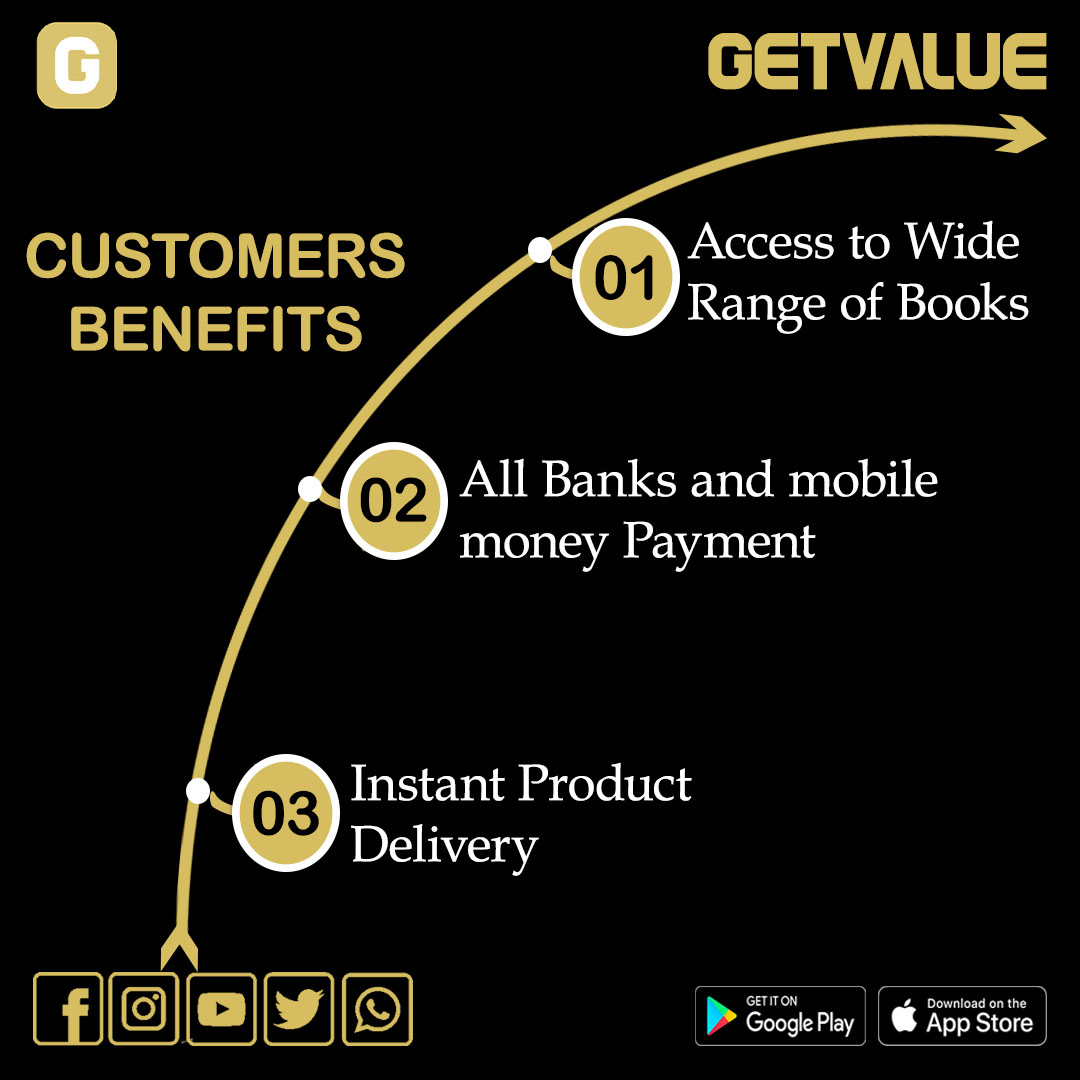 G
GETVALUE
CUSTOMERS
BENEFITS
01
Access to Wide
Range of Books
02
All Banks and mobile
money Payment
03
Instant Product
Delivery
GET IT ON
Google Play
Download on the
App Store